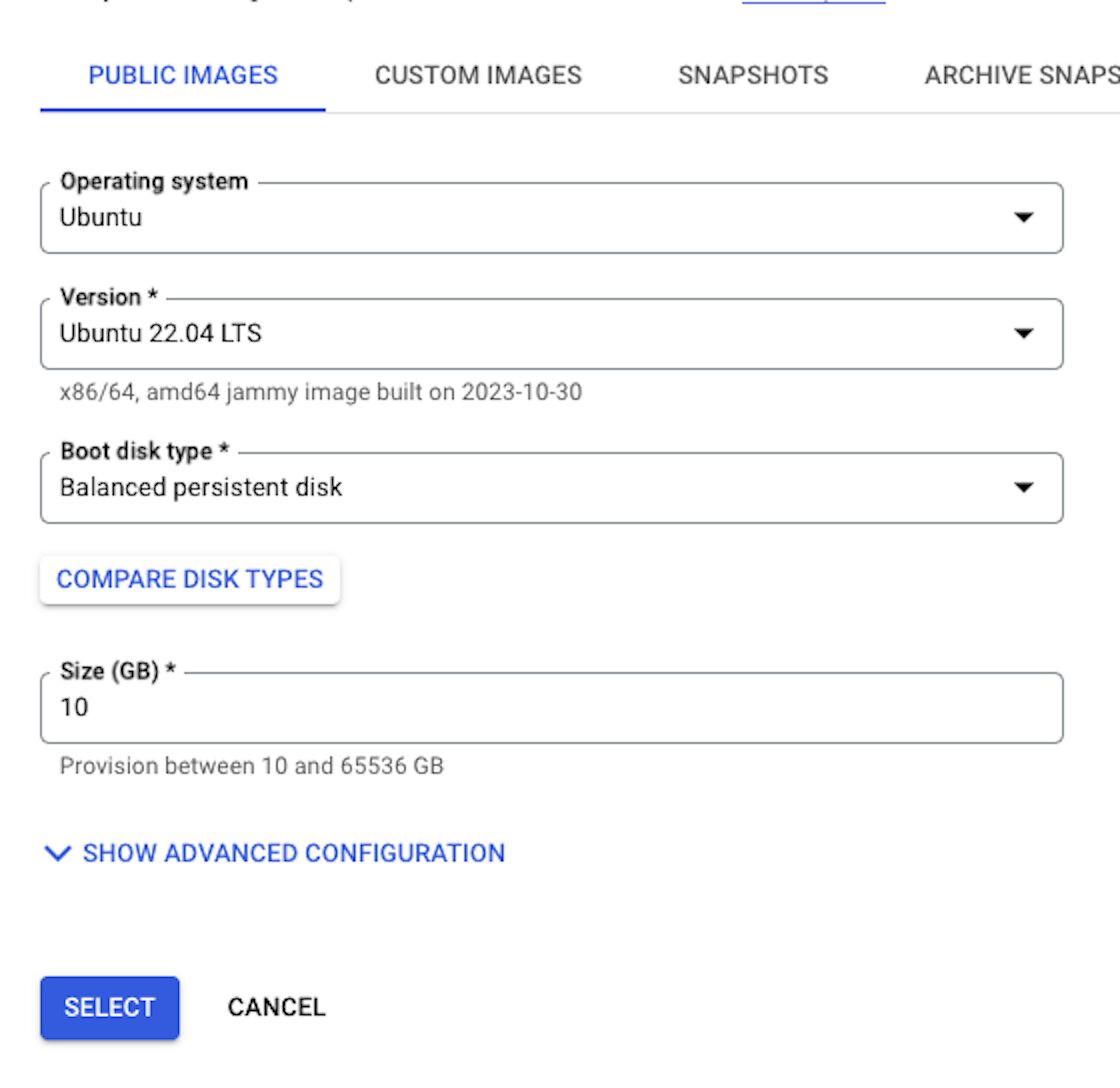 PUBLIC IMAGES CUSTOM IMAGES SNAPSHOTS ARCHIVE SNAPS
Operating system
Ubuntu
Version *
Ubuntu 22.04 LTS
x86/64, amd64 jammy image built on 2023-10-30
Boot disk type *
Balanced persistent disk
COMPARE DISK TYPES
Size (GB) *
10
Provision between 10 and 65536 GB
SHOW ADVANCED CONFIGURATION
SELECT CANCEL